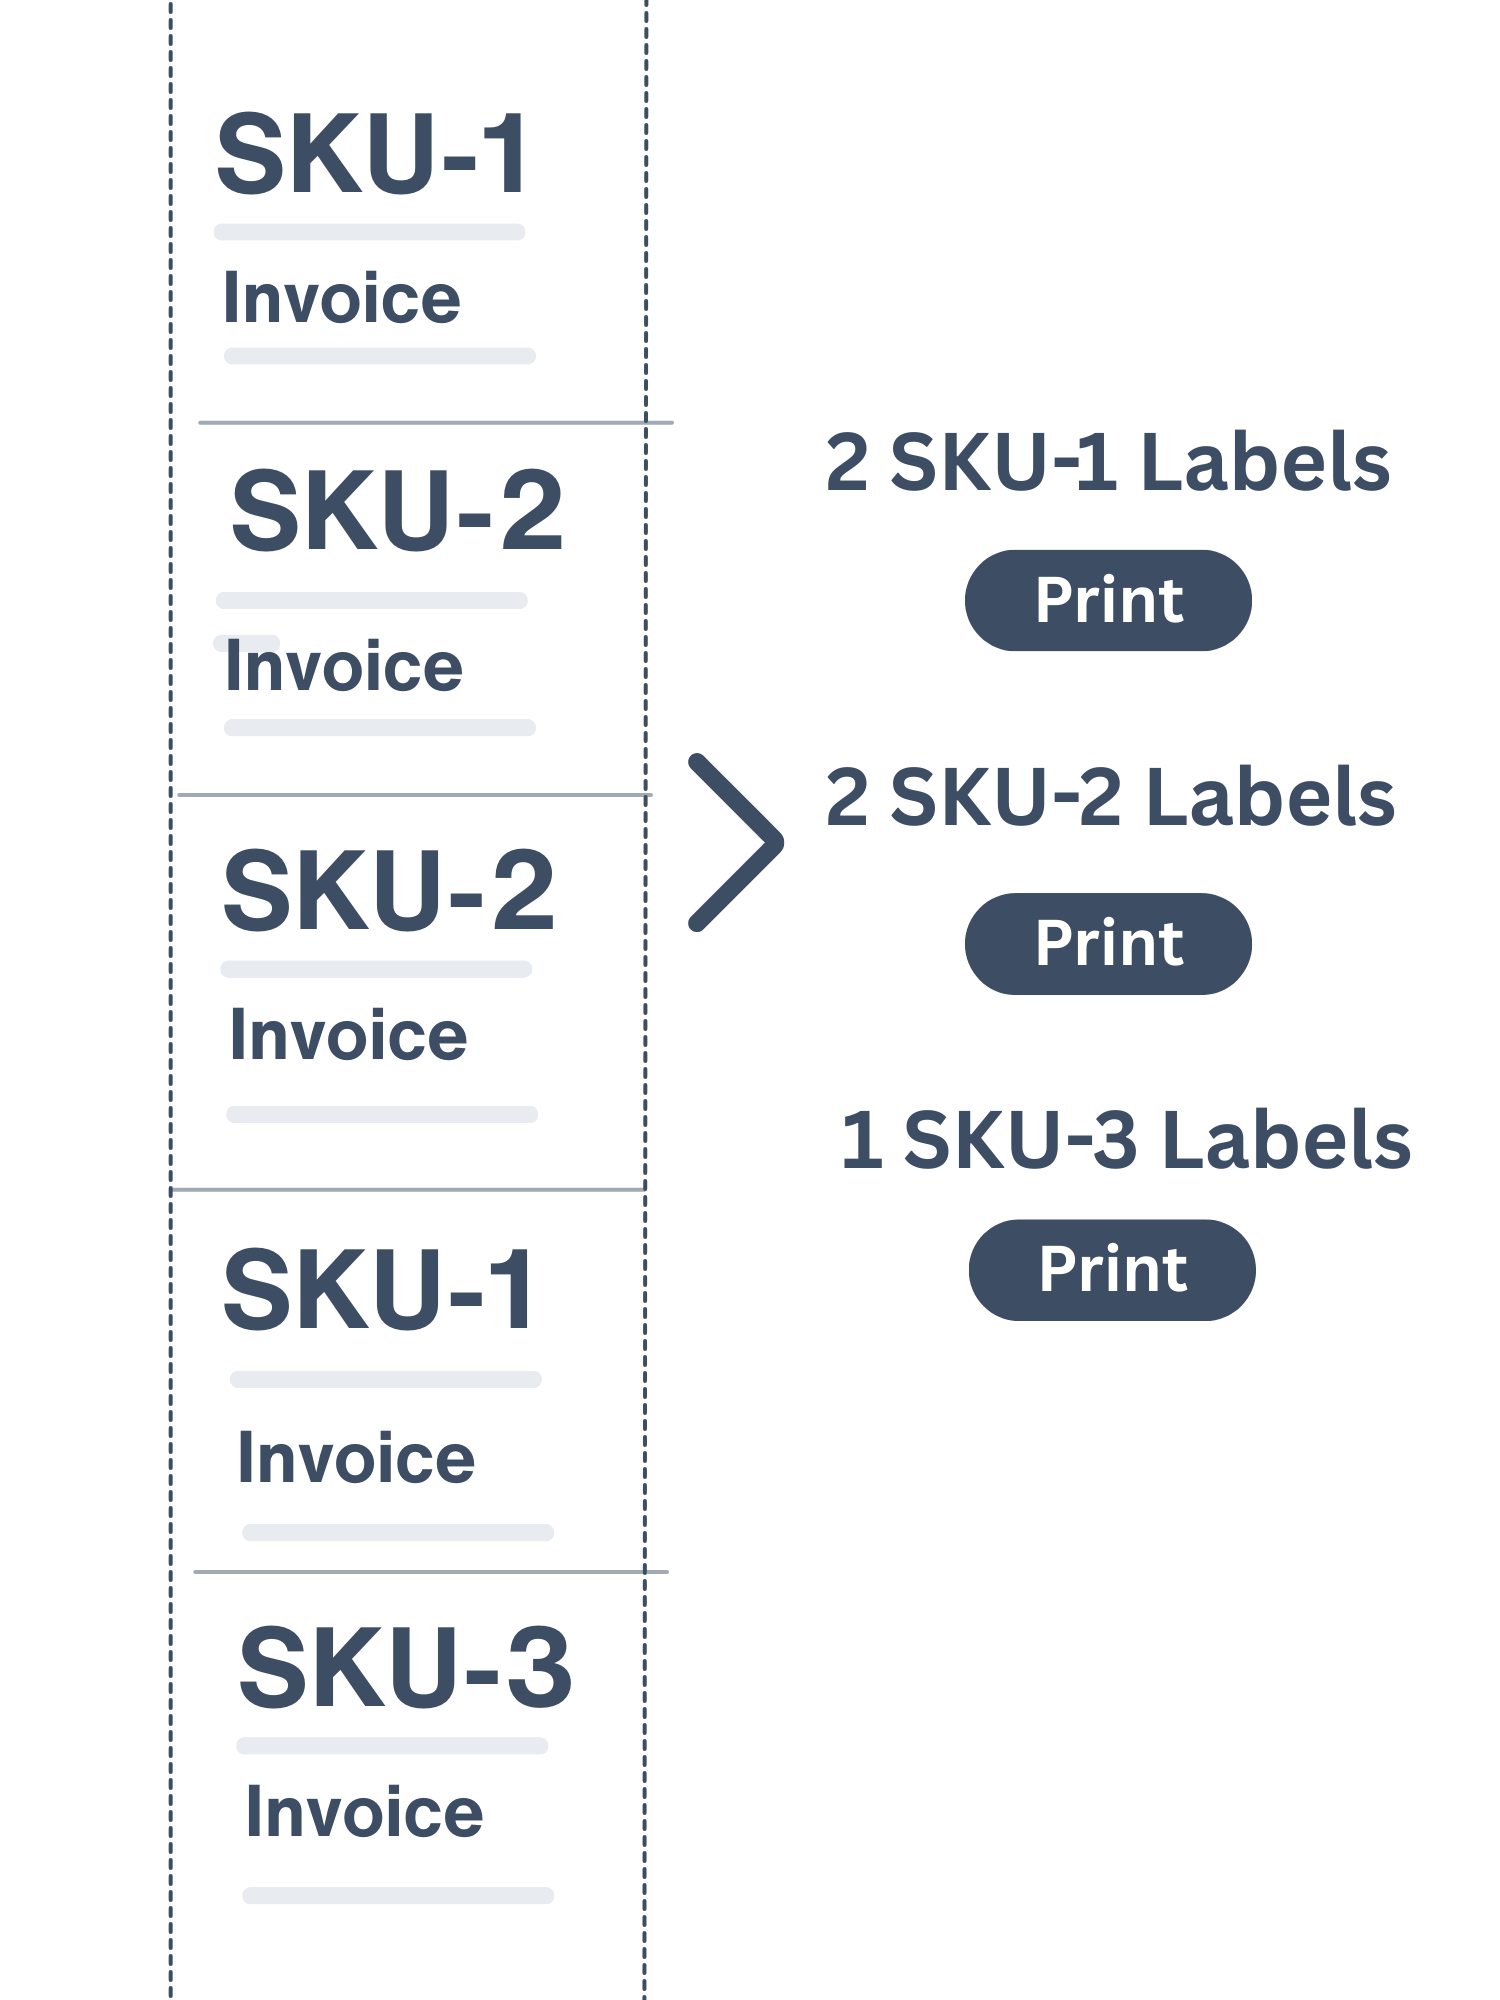 SKU-1
Invoice
SKU-2
Invoice
SKU-2
Invoice
SKU-1
Invoice
SKU-3
Invoice
2 SKU-1 Labels
Print
2 SKU-2 Labels
Print
1 SKU-3 Labels
Print